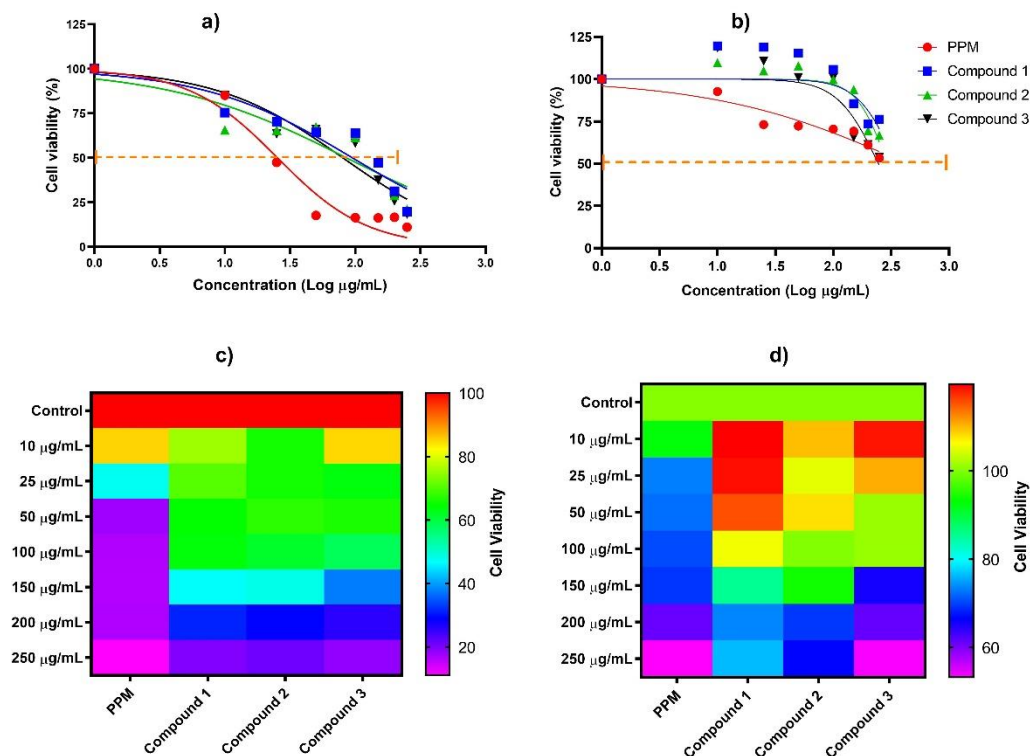 a)
125
100
75
50
25
0
Cell viability (%)
0.0 0.5 1.0 1.5 2.0 2.5 3.0
Concentration (Log μg/mL)
b)
125
100
75
50
25
0
Cell viability (%)
0.0 0.5 1.0 1.5 2.0 2.5 3.0
Concentration (Log μg/mL)
PPM
Compound 1
Compound 2
Compound 3
c)
Control
10 μg/mL
25 μg/mL
50 μg/mL
100 μg/mL
150 μg/mL
200 μg/mL
250 μg/mL
PPM
Compound 1
Compound 2
Compound 3
100
80
60
40
20
Cell Viability
d)
Control
10 μg/mL
25 μg/mL
50 μg/mL
100 μg/mL
150 μg/mL
200 μg/mL
250 μg/mL
PPM
Compound 1
Compound 2
Compound 3
100
80
60
Cell Viability